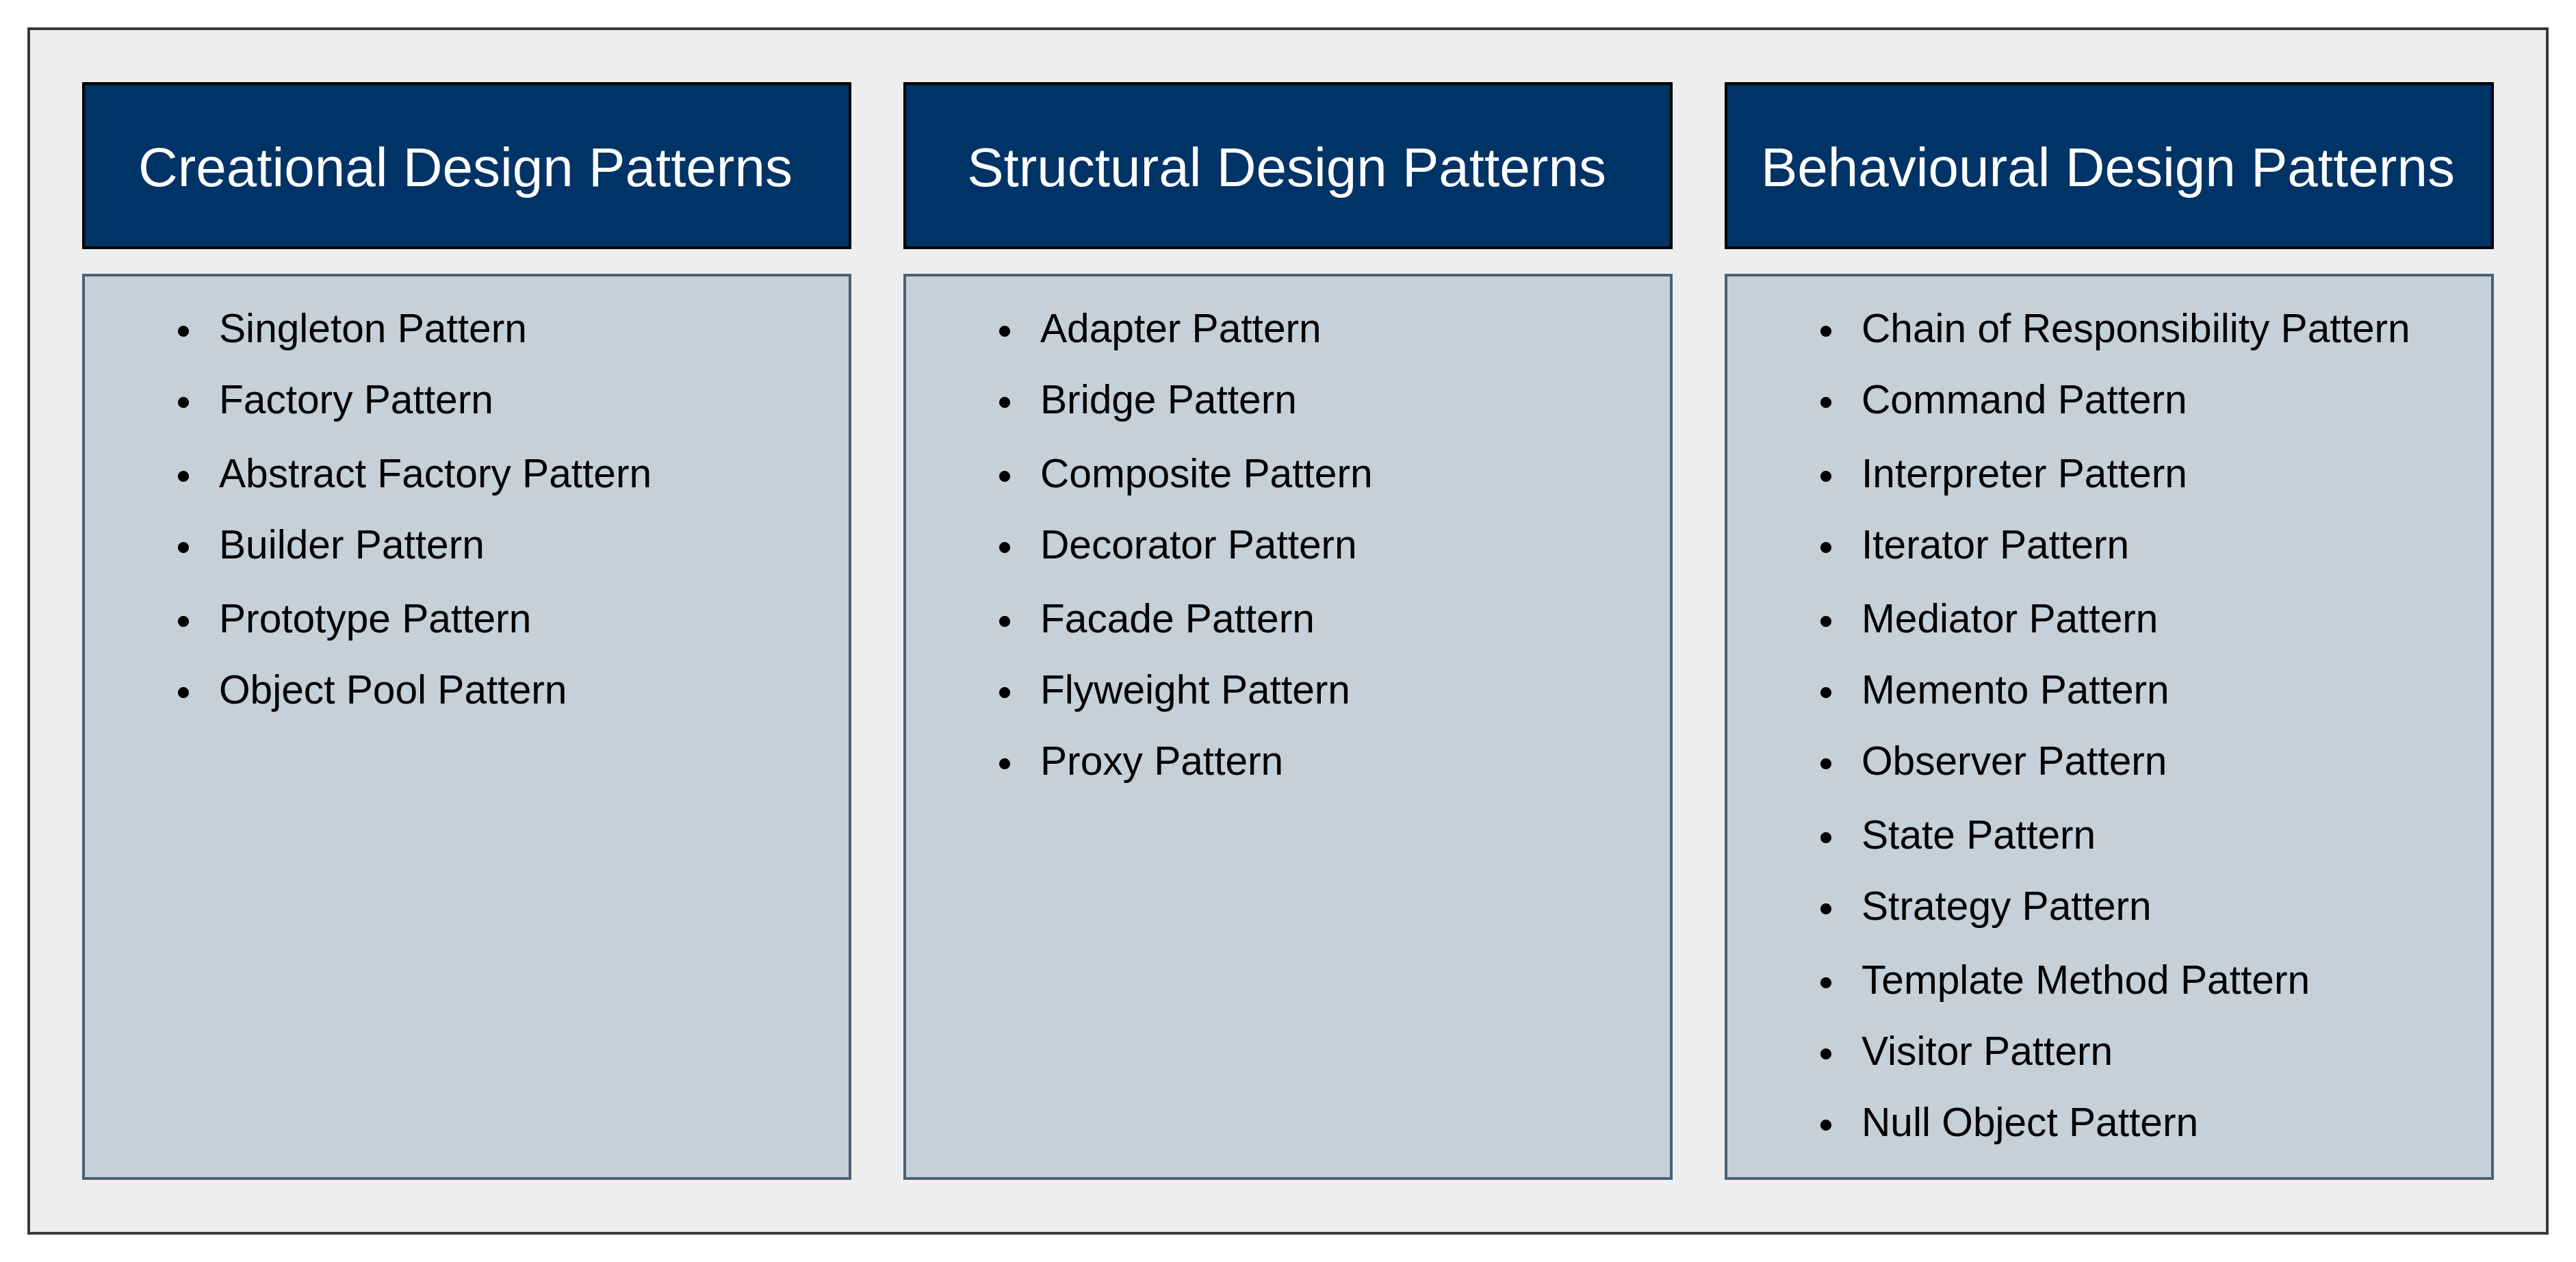 Creational Design Patterns
• Singleton Pattern
• Factory Pattern
• Abstract Factory Pattern
• Builder Pattern
• Prototype Pattern
• Object Pool Pattern
Structural Design Patterns
• Adapter Pattern
• Bridge Pattern
• Composite Pattern
• Decorator Pattern
• Facade Pattern
• Flyweight Pattern
• Proxy Pattern
Behavioural Design Patterns
• Chain of Responsibility Pattern
• Command Pattern
• Interpreter Pattern
• Iterator Pattern
• Mediator Pattern
• Memento Pattern
• Observer Pattern
• State Pattern
• Strategy Pattern
• Template Method Pattern
• Visitor Pattern
• Null Object Pattern